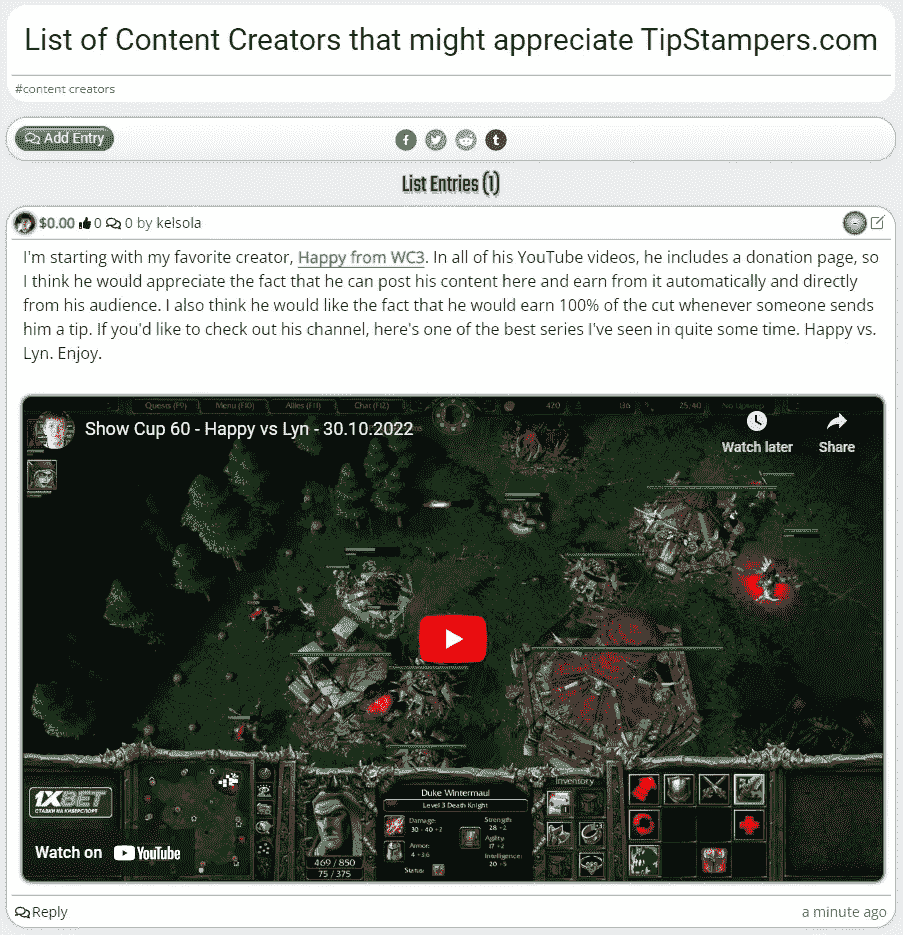 List of Content Creators that might appreciate TipStampers.com
#content creators
Add Entry
List Entries (1)
$0.00 0 0 by kelsola
I'm starting with my favorite creator, Happy from WC3. In all of his YouTube videos, he includes a donation page, so
I think he would appreciate the fact that he can post his content here and earn from it automatically and directly
from his audience. I also think he would like the fact that he would earn 100% of the cut whenever someone sends
him a tip. If you'd like to check out his channel, here's one of the best series I've seen in quite some time. Happy vs.
Lyn. Enjoy.
Quests (F9) Menu (F10) Allies (F11) Chat (F12) 420 136 25/40 No Upkeep
Show Cup 60 - Happy vs Lyn - 30.10.2022
Watch later Share
1XBET
СТАВКИ НА КИБЕРСПОРТ
Watch on YouTube
469 / 850
75 / 375
Duke Wintermaul
Level 3 Death Knight
Damage:
30 - 40 +2
Armor:
4 +3.6
Status:
Strength:
28 +2
Agility:
17 +2
Intelligence:
20 +5
Inventory
Reply a minute ago